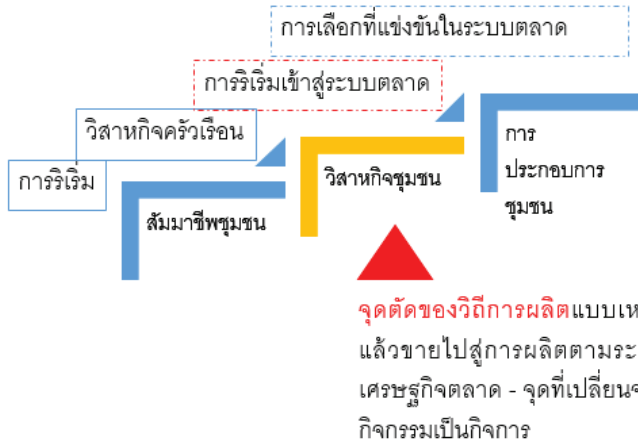 การเลือกที่แข่งขันในระบบตลาด
การริเริ่มเข้าสู่ระบบตลาด
วิสาหกิจครัวเรือน
การริเริ่ม
สัมมาชีพชุมชน
วิสาหกิจชุมชน
การ
ประกอบการ
ชุมชน
จุดตัดของวิถีการผลิตแบบเห
แล้วขายไปสู่การผลิตตามระ
เศรษฐกิจตลาด - จุดที่เปลี่ยนจ
กิจกรรมเป็นกิจการ